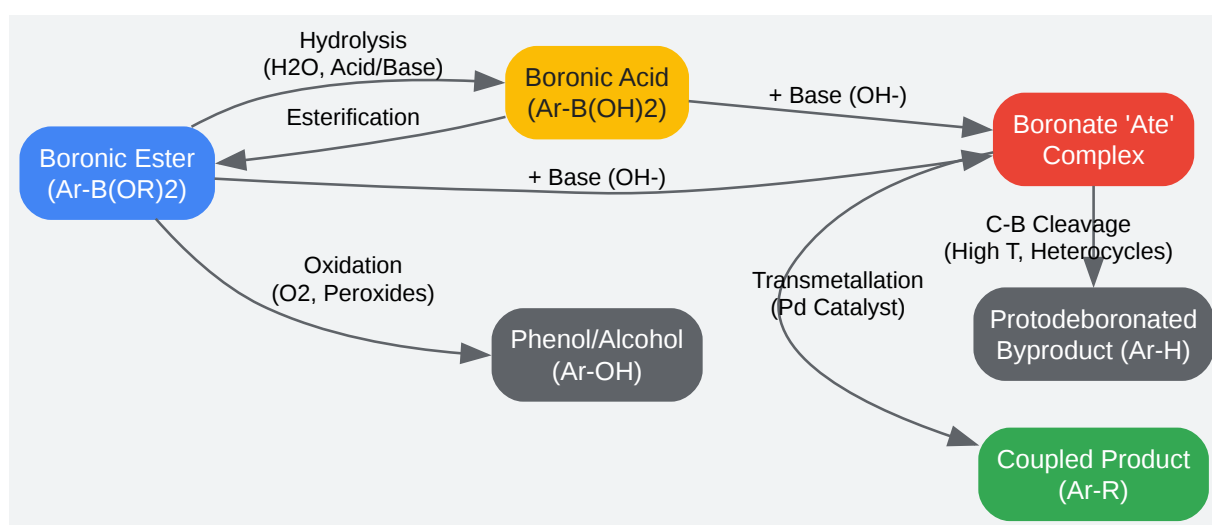 Hydrolysis
(H2O, Acid/Base)
Boronic Acid
(Ar-B(OH)2)
+ Base (OH-)
Esterification
Boronic Ester
(Ar-B(OR)2)
Boronate 'Ate'
Complex
+ Base (OH-)
C-B Cleavage
(High T, Heterocycles)
Oxidation
(O2, Peroxides)
Transmetallation
(Pd Catalyst)
Phenol/Alcohol
(Ar-OH)
Protodeboronated
Byproduct (Ar-H)
Coupled Product
(Ar-R)